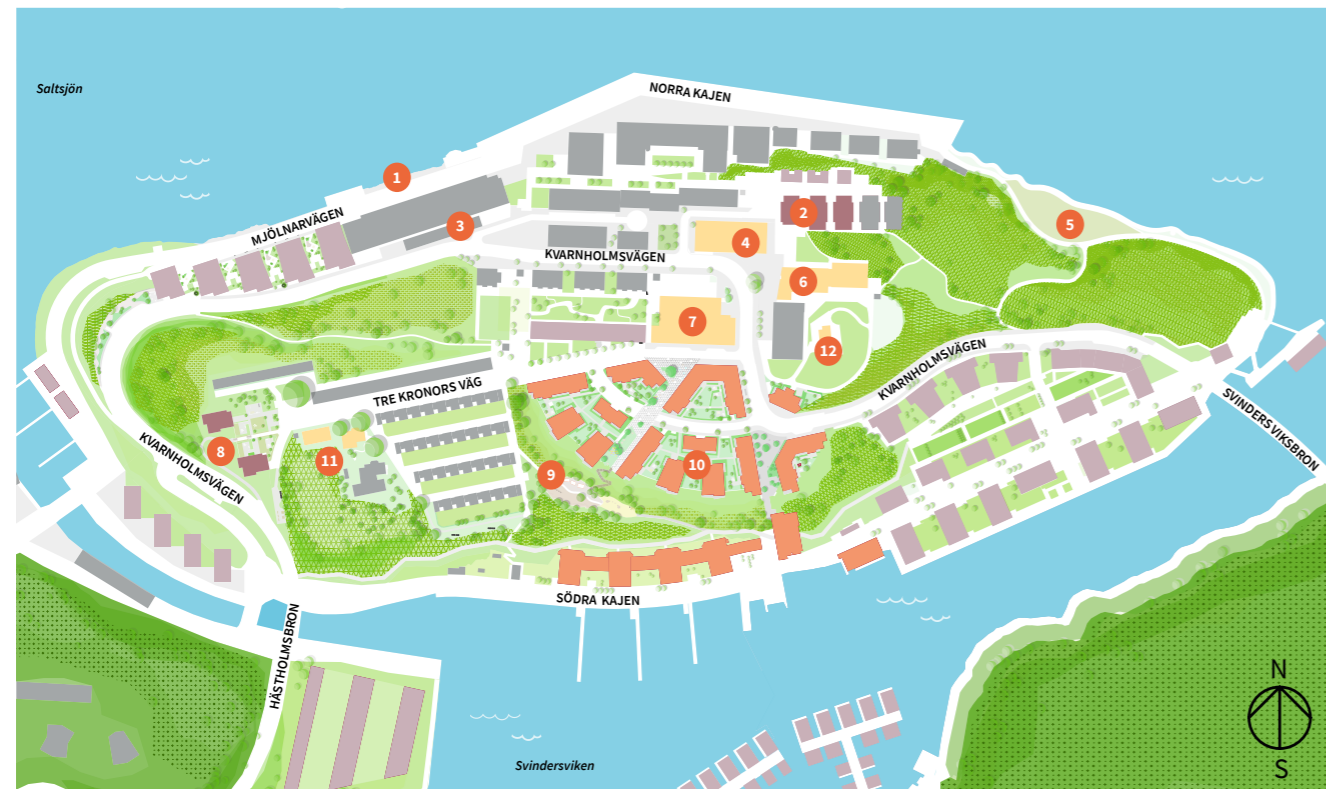 Saltsjön
NORRA KAJEN
1
MJÖLNARVÄGEN
2
3
5
4
KVARNHOLMSVÄGEN
6
7
12
KVARNHOLMSVÄGEN
TRE KRONORS VÄG
SVINDERSVIKSBRON
8
11
KVARNHOLMSVÄGEN
9
10
SÖDRA KAJEN
HÄSTHOLMSBRON
N
S
Svindersviken